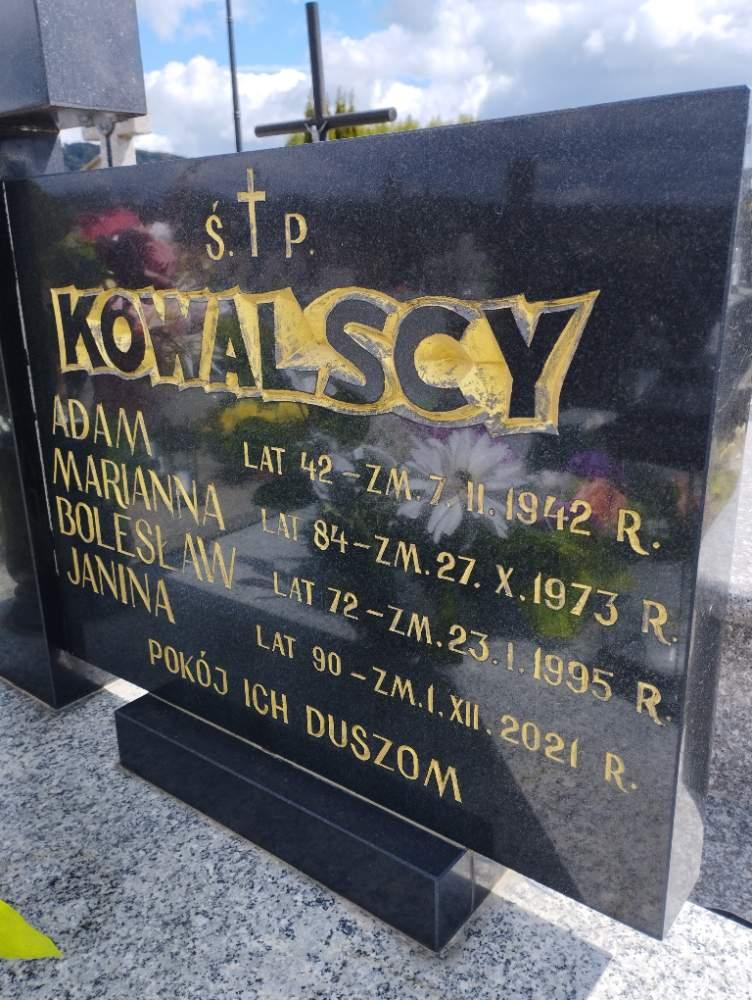 Ś. P.
KOWALSCY
ADAM LAT 42 – ZM. 7. II. 1942 R.
MARIANNA LAT 84 – ZM. 27. X. 1973 R.
BOLESŁAW LAT 72 – ZM. 23. I. 1995 R.
JANINA LAT 90 – ZM. 1. XII. 2021 R.
POKÓJ ICH DUSZOM